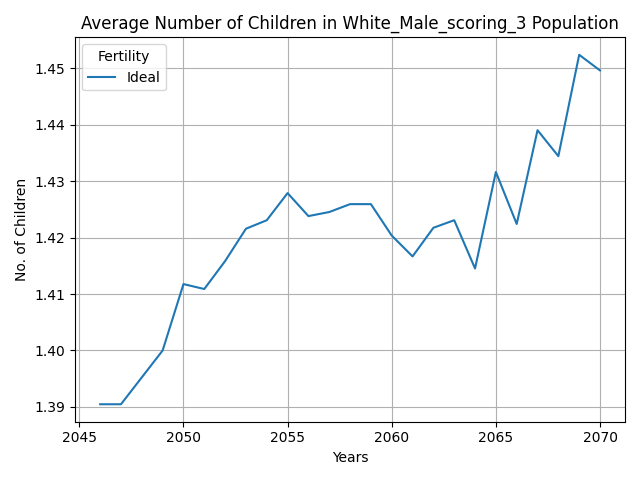 Average Number of Children in White_Male_scoring_3 Population
Fertility
Ideal
No. of Children
1.45
1.44
1.43
1.42
1.41
1.40
1.39
2045 2050 2055 2060 2065 2070
Years